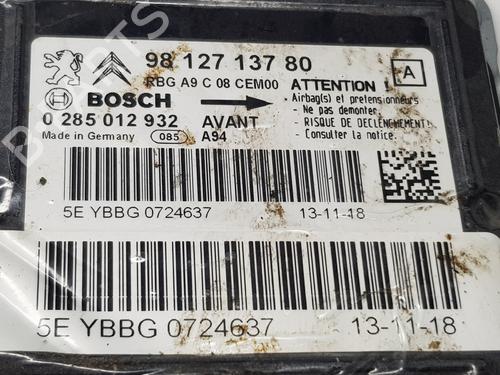 98 127 137 80
RBG A9 C 08 CEM00
ATTENTION !
A
BOSCH
Airbag(s) et pretensionneurs
- Ne pas demonter.
0 285 012 932
AVANT
- RISQUE DE DECLENCHEMENT!
Made in Germany
085
A94
- Consulter la notice.
5E YBBG 0724637
13-11-18
5E YBBG 0724637
13-11-18